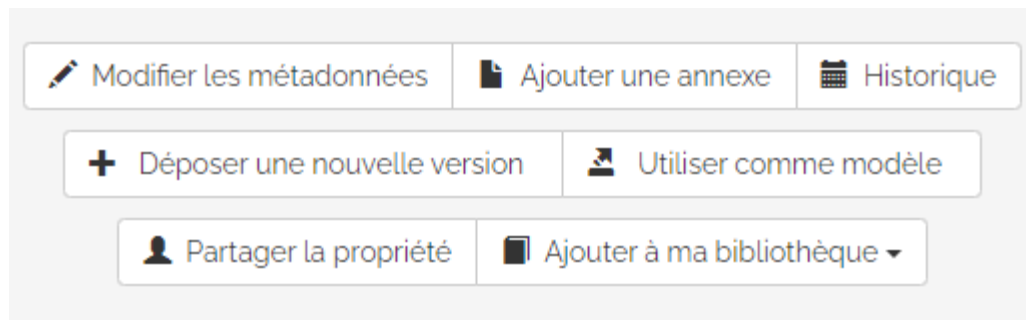 Modifier les métadonnées Ajouter une annexe Historique
Déposer une nouvelle version Utiliser comme modèle
Partager la propriété Ajouter à ma bibliothèque